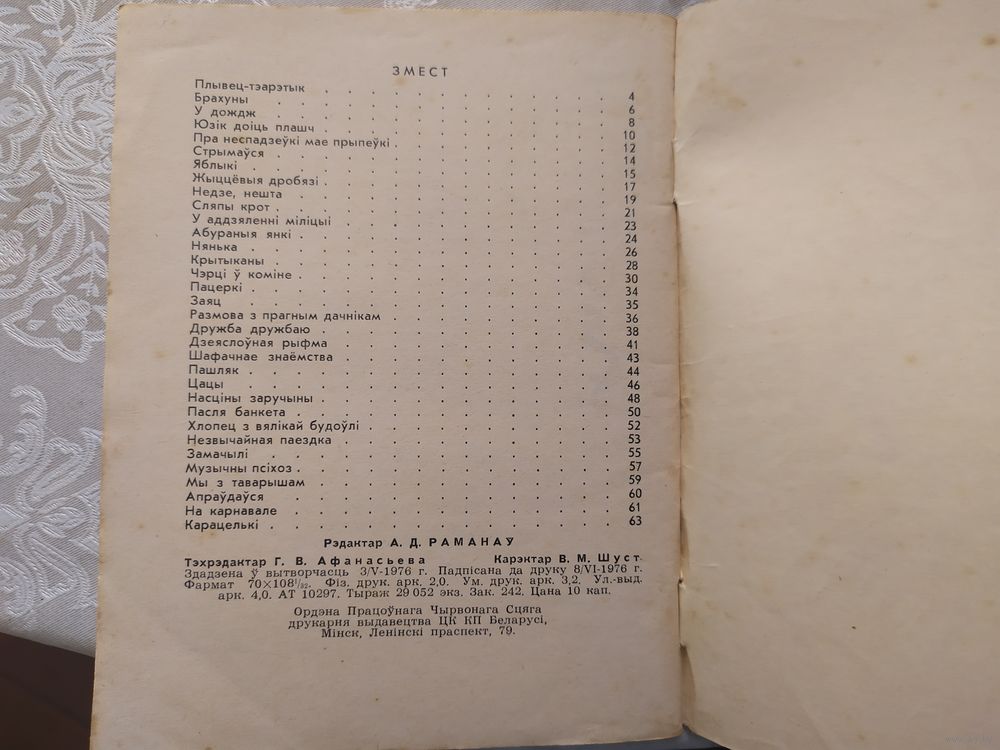 ЗМЕСТ
Плывец-тэарэтык . . . . . . . . . . . 4
Брахуны . . . . . . . . . . . 6
У дождж . . . . . . . . . . . 8
Юзік доіць плашч . . . . . . . . . . . 10
Пра неспадзеўкі мае прыпеўкі . . . . . . . . . 12
Стрымаўся . . . . . . . . . . . 14
Яблыкі . . . . . . . . . . . 15
Жыццёвыя дробязі . . . . . . . . . . . 17
Недзе, нешта . . . . . . . . . . . 19
Сляпы крот . . . . . . . . . . . 21
У аддзяленні міліцыі . . . . . . . . . . . 23
Абураныя янкі . . . . . . . . . . . 24
Нянька . . . . . . . . . . . 26
Крытыканы . . . . . . . . . . . 28
Чэрці ў коміне . . . . . . . . . . . 30
Пацеркі . . . . . . . . . . . 34
Заяц . . . . . . . . . . . 35
Размова з прагным дачнікам . . . . . . . . . 36
Дружба дружбаю . . . . . . . . . . . 38
Дзеяслоўная рыфма . . . . . . . . . . . 41
Шафачнае знаёмства . . . . . . . . . . . 43
Пашляк . . . . . . . . . . . 44
Цацы . . . . . . . . . . . 46
Насціны заручыны . . . . . . . . . . . 48
Пасля банкета . . . . . . . . . . . 50
Хлопец з вялікай будоўлі . . . . . . . . . . 52
Незвычайная паездка . . . . . . . . . . . 53
Замачылі . . . . . . . . . . . 55
Музычны псіхоз . . . . . . . . . . . 57
Мы з таварышам . . . . . . . . . . . 59
Апраўдаўся . . . . . . . . . . . 60
На карнавале . . . . . . . . . . . 61
Карацелькі . . . . . . . . . . . 63
Рэдактар А. Д. РАМАНАУ
Тэхрэдактар Г. В. Афанасьева Карэктар В. М. Шуст
Здадзена ў вытворчасць 3/V-1976 г. Падпісана да друку 8/VI-1976 г.
Фармат 70×108¹/₃₂. Фіз. друк. арк. 2,0. Ум. друк. арк. 3,2. Ул.-выд.
арк. 4,0. АТ 10297. Тыраж 29 052 экз. Зак. 242. Цана 10 кап.
Ордэна Працоўнага Чырвонага Сцяга
друкарня выдавецтва ЦК КП Беларусі,
Мінск, Ленінскі праспект, 79.